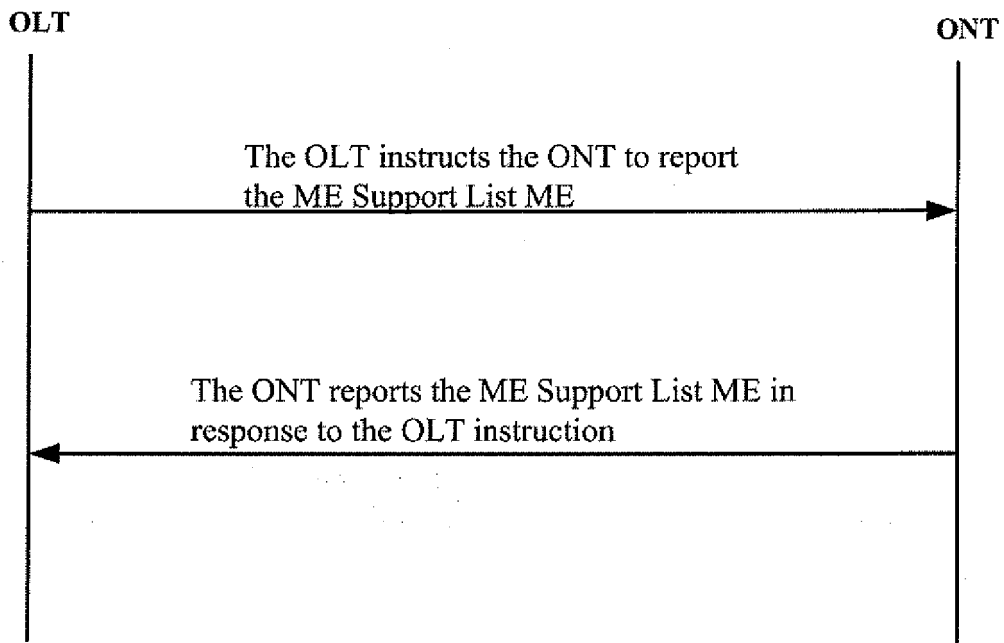 OLT
ONT
The OLT instructs the ONT to report
the ME Support List ME
The ONT reports the ME Support List ME in
response to the OLT instruction